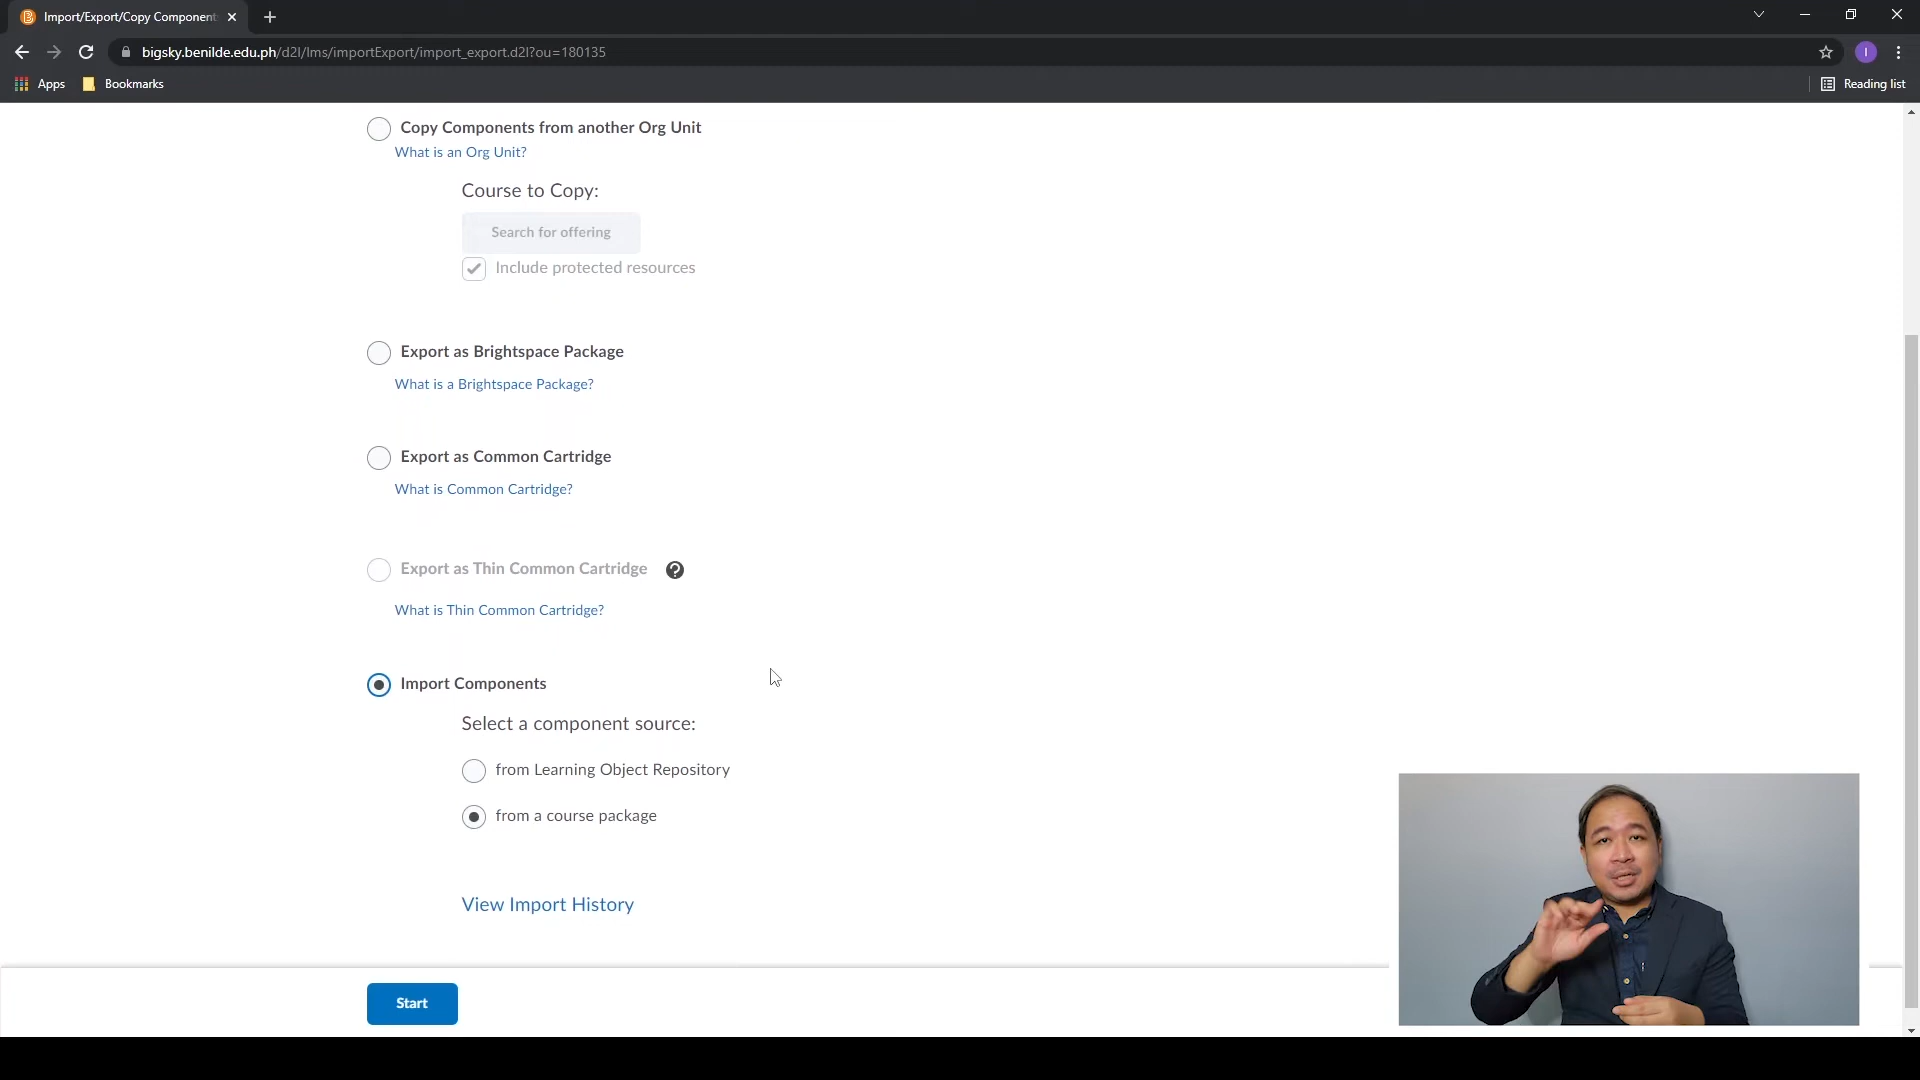 Import/Export/Copy Component
bigsky.benilde.edu.ph/d2l/lms/importExport/import_export.d2l?ou=180135
I
Apps
Bookmarks
Reading list
Copy Components from another Org Unit
What is an Org Unit?
Course to Copy:
Search for offering
Include protected resources
Export as Brightspace Package
What is a Brightspace Package?
Export as Common Cartridge
What is Common Cartridge?
Export as Thin Common Cartridge ?
What is Thin Common Cartridge?
Import Components
Select a component source:
from Learning Object Repository
from a course package
View Import History
Start